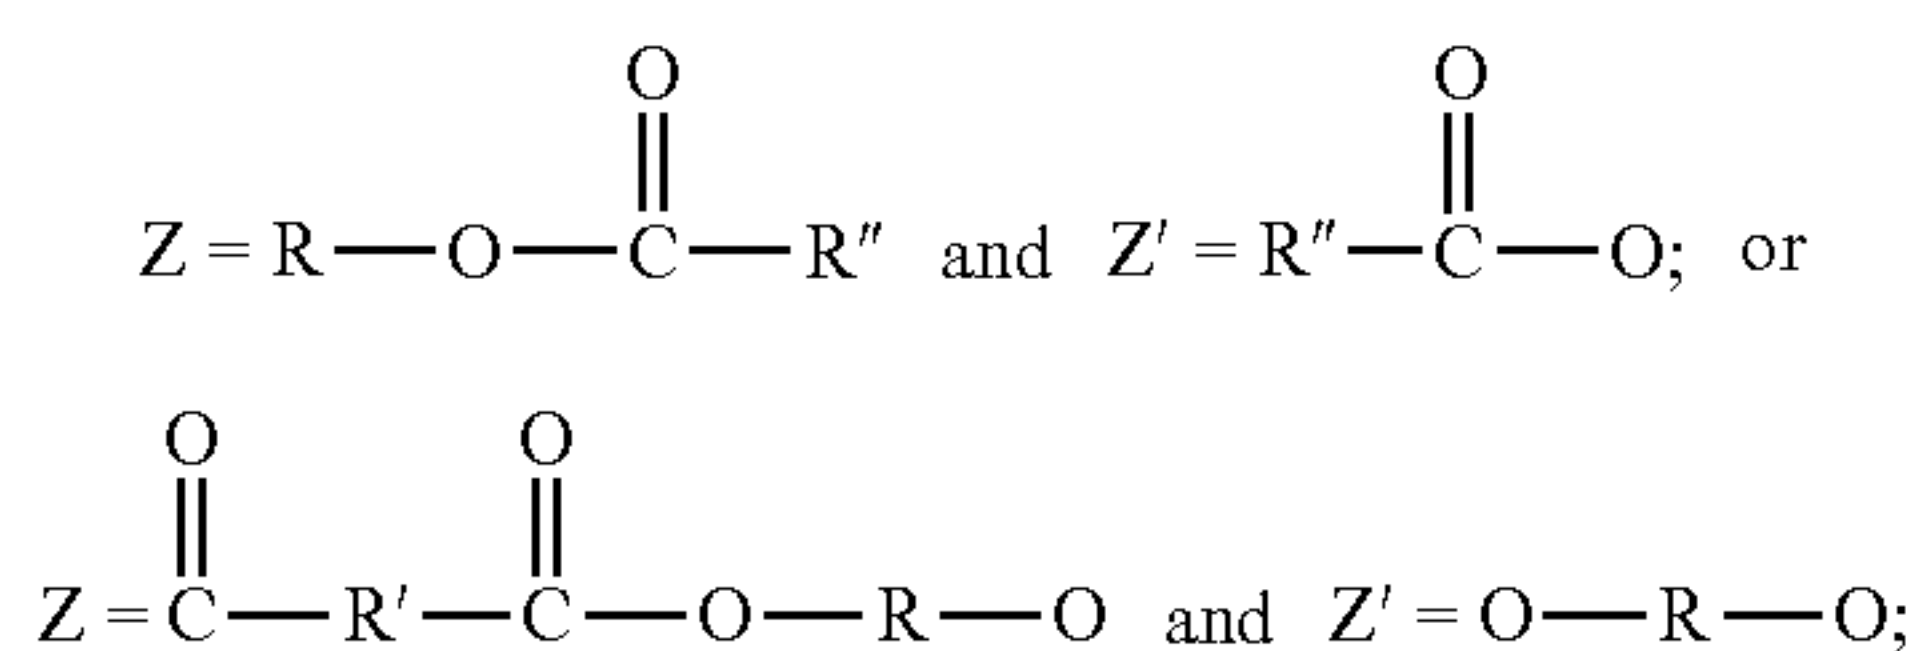 O O
Z = R—O—C—R″ and Z′ = R″—C—O; or
O O
Z = C—R′—C—O—R—O and Z′ = O—R—O;